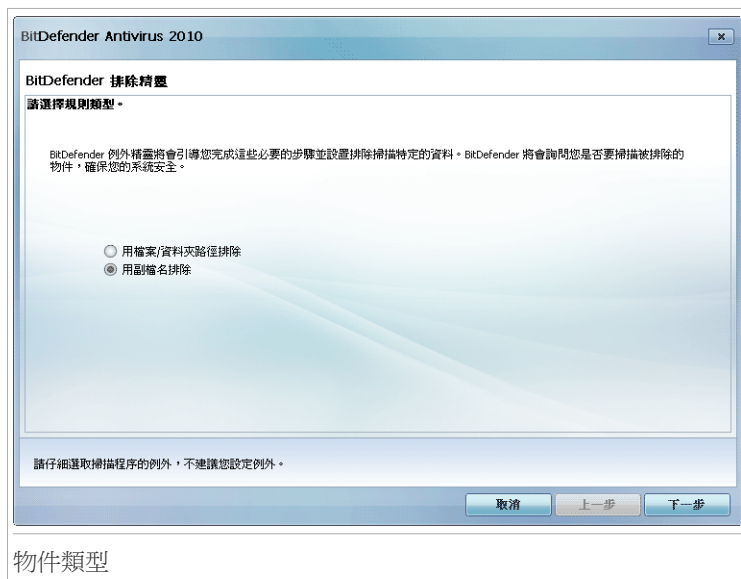 BitDefender Antivirus 2010
BitDefender 排除精靈
請選擇規則類型。
BitDefender 例外精靈將會引導您完成這些必要的步驟並設置排除掃描特定的資料。BitDefender 將會詢問您是否要掃描被排除的
物件，確保您的系統安全。
用檔案/資料夾路徑排除
用副檔名排除
請仔細選取掃描程序的例外，不建議您設定例外。
取消
上一步
下一步
物件類型